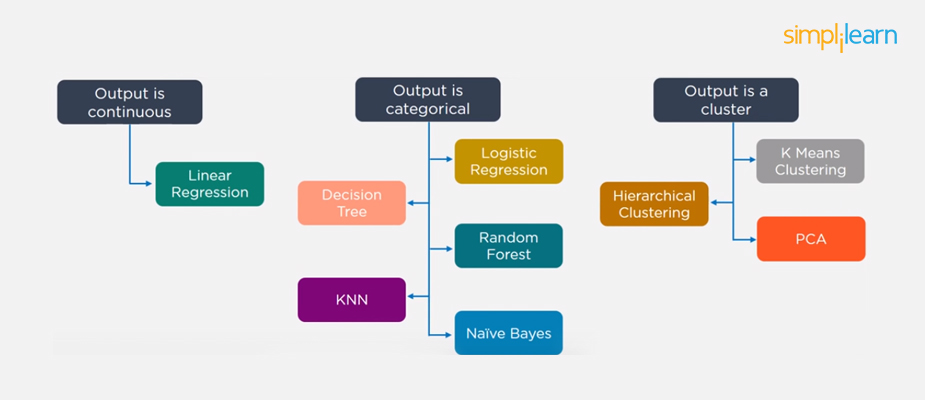 simplilearn
Output is
continuous
Linear
Regression
Output is
categorical
Logistic
Regression
Decision
Tree
Random
Forest
KNN
Naïve Bayes
Output is a
cluster
K Means
Clustering
Hierarchical
Clustering
PCA